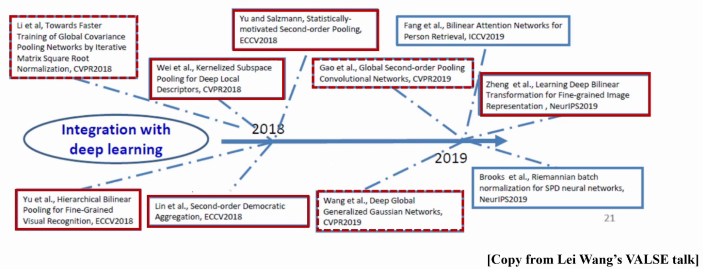 Li et al, Towards Faster
Training of Global Covariance
Pooling Networks by Iterative
Matrix Square Root
Normalization, CVPR2018
Yu and Salzmann, Statistically-
motivated Second-order Pooling,
ECCV2018
Fang et al., Bilinear Attention Networks for
Person Retrieval, ICCV2019
Wei et al., Kernelized Subspace
Pooling for Deep Local
Descriptors, CVPR2018
Gao et al., Global Second-order Pooling
Convolutional Networks, CVPR2019
Zheng et al., Learning Deep Bilinear
Transformation for Fine-grained Image
Representation , NeurIPS2019
Integration with
deep learning
2018
2019
Yu et al., Hierarchical Bilinear
Pooling for Fine-Grained
Visual Recognition, ECCV2018
Lin et al., Second-order Democratic
Aggregation, ECCV2018
Wang et al., Deep Global
Generalized Gaussian Networks,
CVPR2019
Brooks et al., Riemannian batch
normalization for SPD neural networks,
NeurIPS2019
21
[Copy from Lei Wang's VALSE talk]